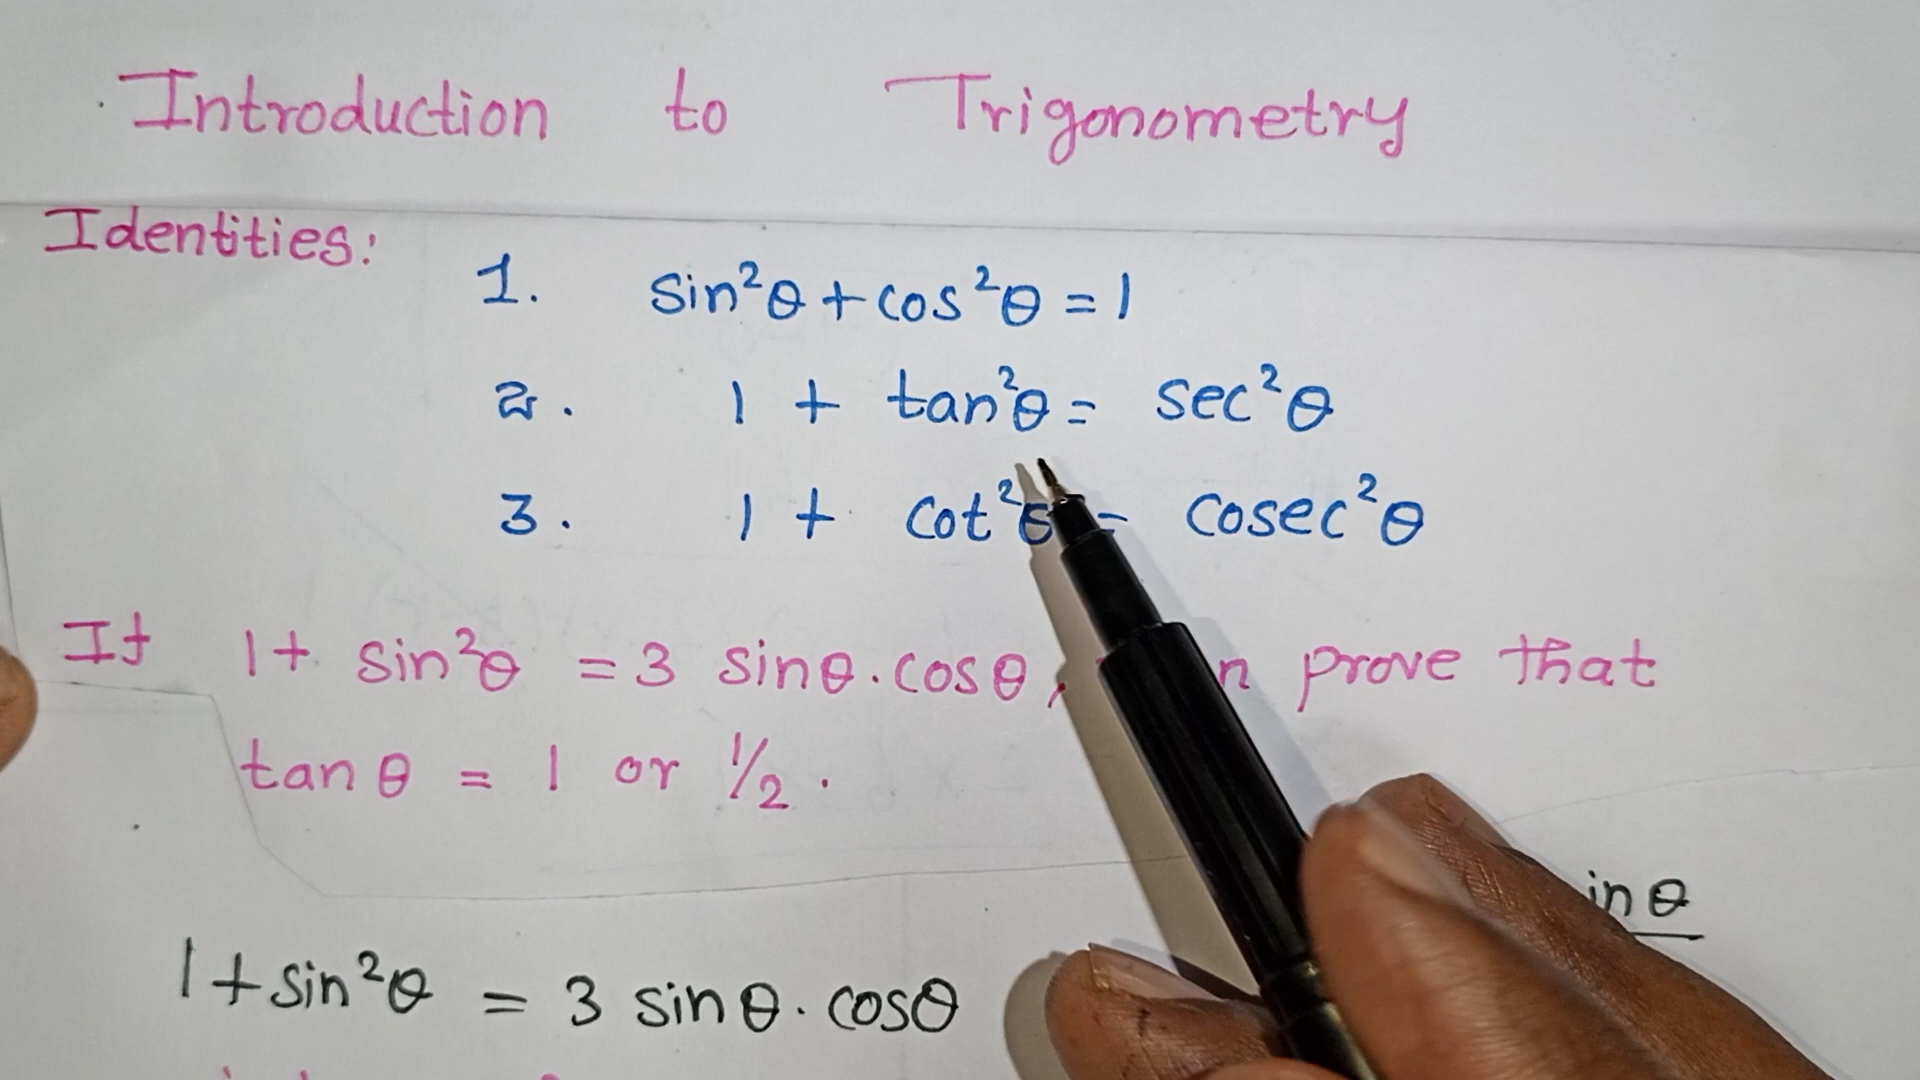 Introduction to Trigonometry
Identities:
1. sin²θ + cos²θ = 1
2. 1 + tan²θ = sec²θ
3. 1 + cot²θ = cosec²θ
If 1 + sin²θ = 3 sinθ.cosθ, prove that
tanθ = 1 or 1/2.
inθ
1+sin²θ = 3 sinθ.cosθ